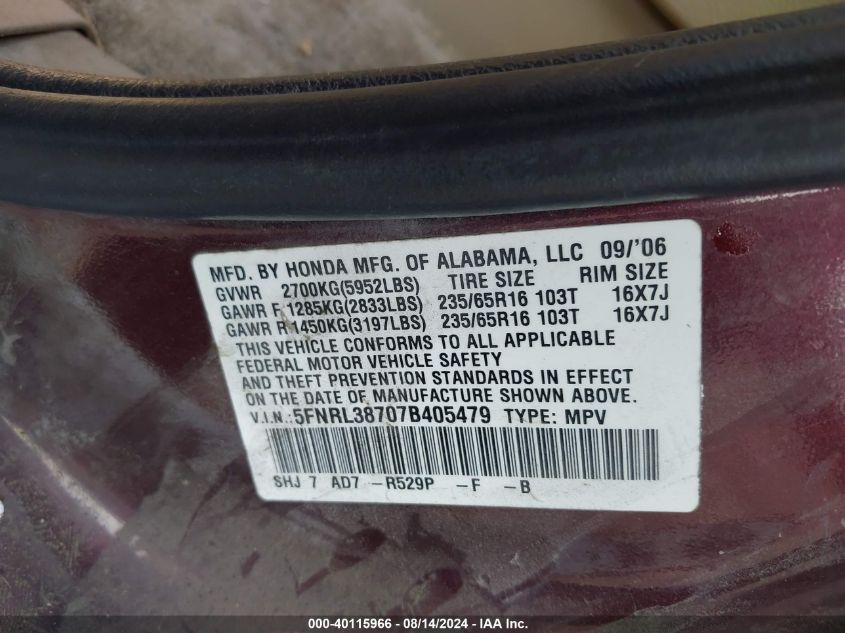 MFD. BY HONDA MFG. OF ALABAMA, LLC 09/'06
GVWR 2700KG(5952LBS) TIRE SIZE RIM SIZE
GAWR F 1285KG(2833LBS) 235/65R16 103T 16X7J
GAWR R 1450KG(3197LBS) 235/65R16 103T 16X7J
THIS VEHICLE CONFORMS TO ALL APPLICABLE
FEDERAL MOTOR VEHICLE SAFETY
AND THEFT PREVENTION STANDARDS IN EFFECT
ON THE DATE OF MANUFACTURE SHOWN ABOVE.
V.I.N.: 5FNRL38707B405479 TYPE: MPV
SHJ 7 AD7 -R529P -F -B
000-40115966 - 08/14/2024 - IAA Inc.